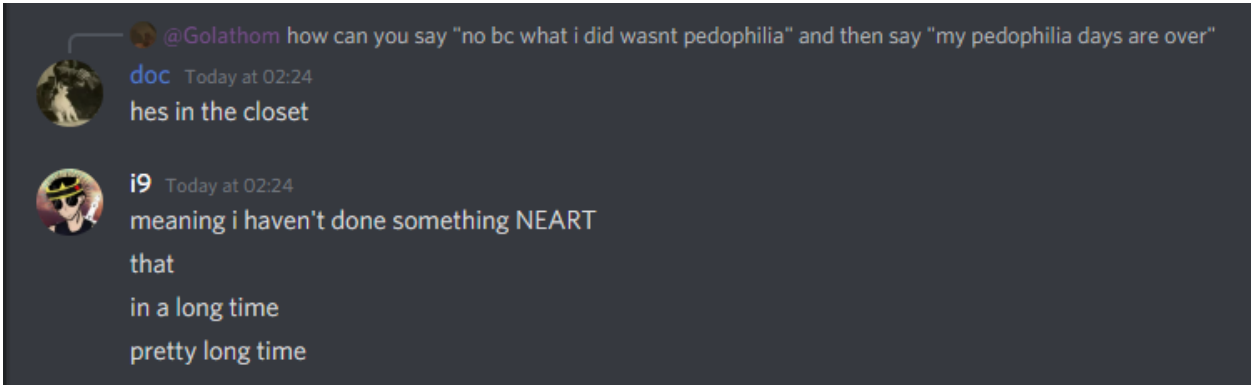 @Golathom how can you say "no bc what i did wasnt pedophilia" and then say "my pedophilia days are over"
doc Today at 02:24
hes in the closet
i9 Today at 02:24
meaning i haven't done something NEART
that
in a long time
pretty long time